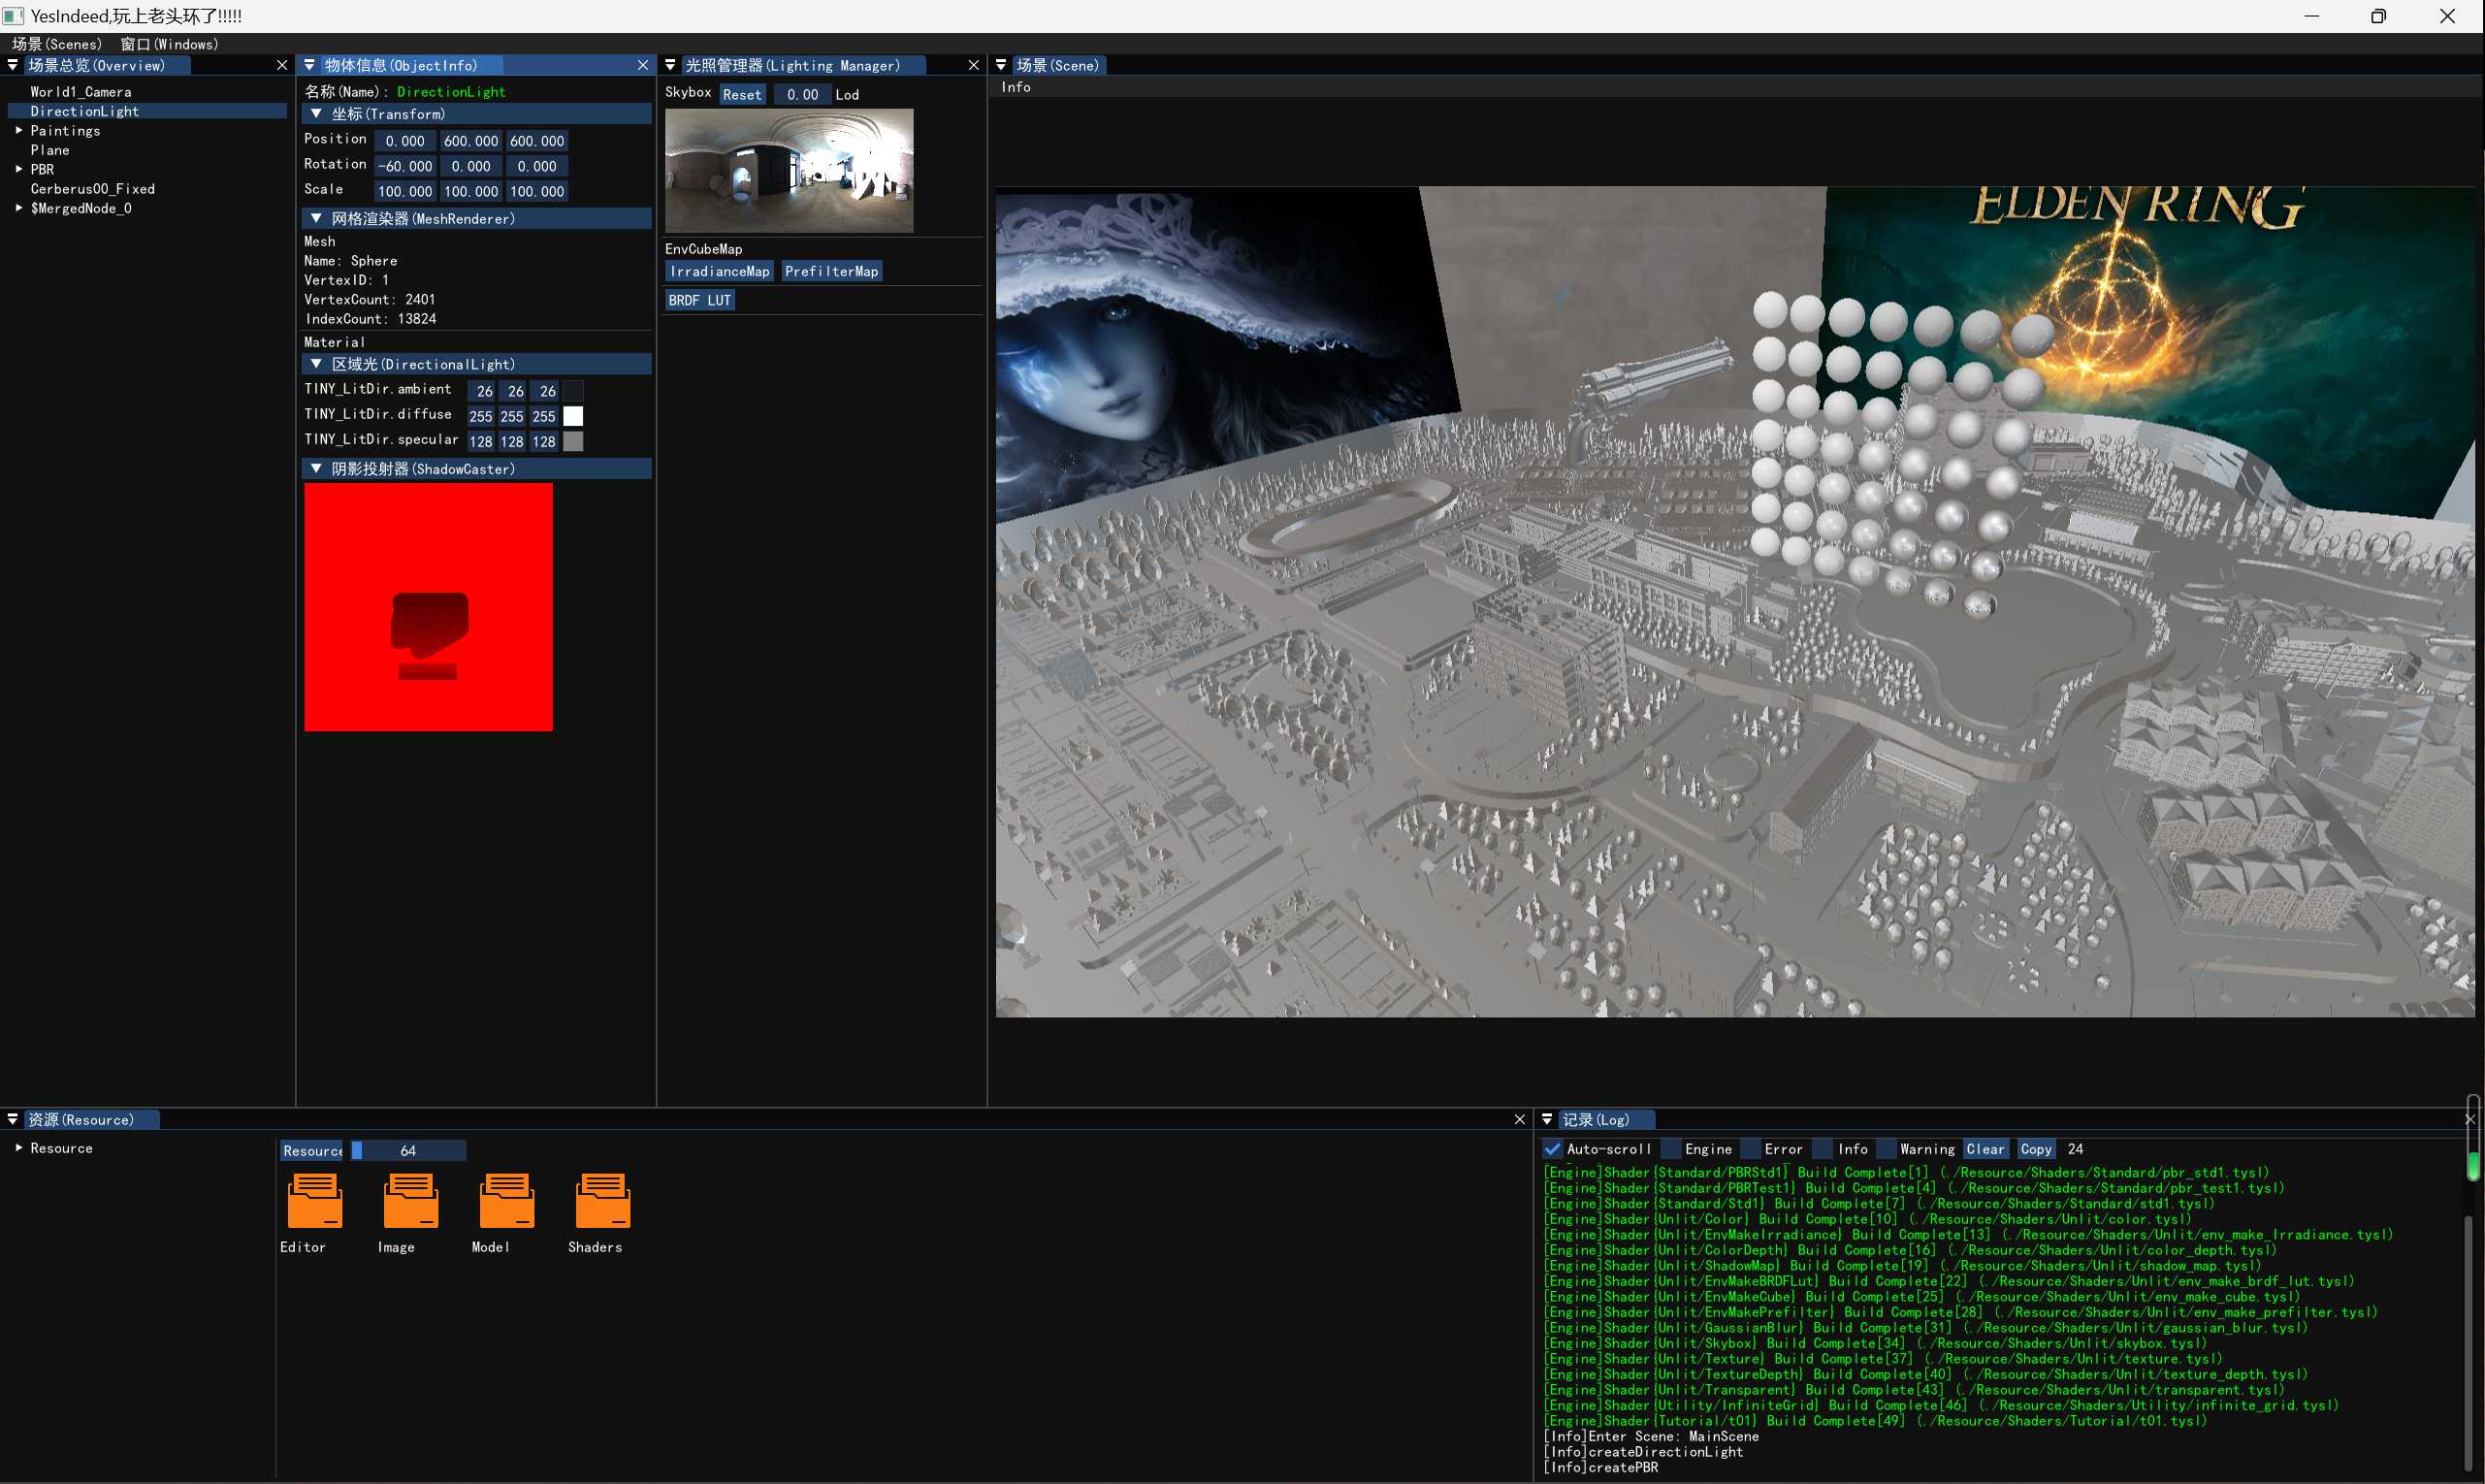 YesIndeed,玩上老头环了!!!!!
场景(Scenes) 窗口(Windows)
场景总览(Overview)
World1_Camera
DirectionLight
Paintings
Plane
PBR
Cerberus00_Fixed
$MergedNode_0
物体信息(ObjectInfo)
名称(Name): DirectionLight
坐标(Transform)
Position 0.000 600.000 600.000
Rotation -60.000 0.000 0.000
Scale 100.000 100.000 100.000
网格渲染器(MeshRenderer)
Mesh
Name: Sphere
VertexID: 1
VertexCount: 2401
IndexCount: 13824
Material
区域光(DirectionalLight)
TINY_LitDir.ambient 26 26 26
TINY_LitDir.diffuse 255 255 255
TINY_LitDir.specular 128 128 128
阴影投射器(ShadowCaster)
光照管理器(Lighting Manager)
Skybox Reset 0.00 Lod
EnvCubeMap
IrradianceMap PrefilterMap
BRDF LUT
场景(Scene)
Info
ELDEN RING
资源(Resource)
Resource
Resource 64
Editor Image Model Shaders
记录(Log)
Auto-scroll Engine Error Info Warning Clear Copy 24
[Engine]Shader{Standard/PBRStd1} Build Complete[1] (./Resource/Shaders/Standard/pbr_std1.tysl)
[Engine]Shader{Standard/PBRTest1} Build Complete[4] (./Resource/Shaders/Standard/pbr_test1.tysl)
[Engine]Shader{Standard/Std1} Build Complete[7] (./Resource/Shaders/Standard/std1.tysl)
[Engine]Shader{Unlit/Color} Build Complete[10] (./Resource/Shaders/Unlit/color.tysl)
[Engine]Shader{Unlit/EnvMakeIrradiance} Build Complete[13] (./Resource/Shaders/Unlit/env_make_Irradiance.tysl)
[Engine]Shader{Unlit/ColorDepth} Build Complete[16] (./Resource/Shaders/Unlit/color_depth.tysl)
[Engine]Shader{Unlit/ShadowMap} Build Complete[19] (./Resource/Shaders/Unlit/shadow_map.tysl)
[Engine]Shader{Unlit/EnvMakeBRDFLut} Build Complete[22] (./Resource/Shaders/Unlit/env_make_brdf_lut.tysl)
[Engine]Shader{Unlit/EnvMakeCube} Build Complete[25] (./Resource/Shaders/Unlit/env_make_cube.tysl)
[Engine]Shader{Unlit/EnvMakePrefilter} Build Complete[28] (./Resource/Shaders/Unlit/env_make_prefilter.tysl)
[Engine]Shader{Unlit/GaussianBlur} Build Complete[31] (./Resource/Shaders/Unlit/gaussian_blur.tysl)
[Engine]Shader{Unlit/Skybox} Build Complete[34] (./Resource/Shaders/Unlit/skybox.tysl)
[Engine]Shader{Unlit/Texture} Build Complete[37] (./Resource/Shaders/Unlit/texture.tysl)
[Engine]Shader{Unlit/TextureDepth} Build Complete[40] (./Resource/Shaders/Unlit/texture_depth.tysl)
[Engine]Shader{Unlit/Transparent} Build Complete[43] (./Resource/Shaders/Unlit/transparent.tysl)
[Engine]Shader{Utility/InfiniteGrid} Build Complete[46] (./Resource/Shaders/Utility/infinite_grid.tysl)
[Engine]Shader{Tutorial/t01} Build Complete[49] (./Resource/Shaders/Tutorial/t01.tysl)
[Info]Enter Scene: MainScene
[Info]createDirectionLight
[Info]createPBR